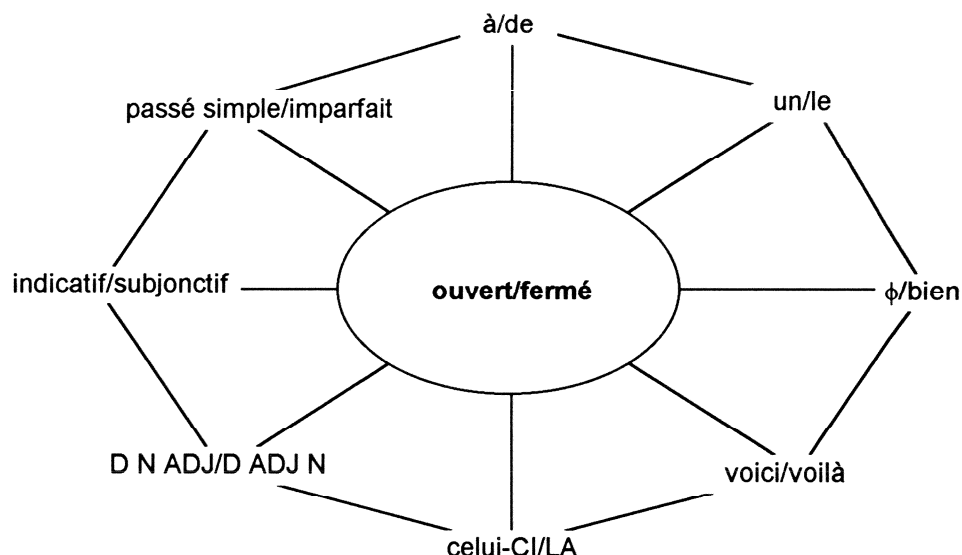 à/de
passé simple/imparfait
un/le
indicatif/subjonctif
ouvert/fermé
ϕ/bien
D N ADJ/D ADJ N
voici/voilà
celui-CI/LA